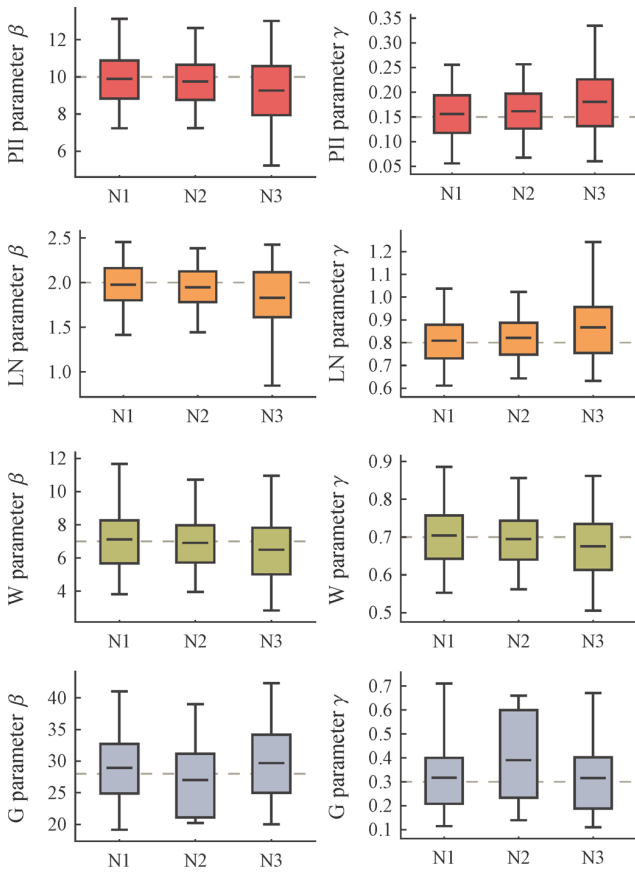 PII parameter β
12
10
8
6
N1 N2 N3
PII parameter γ
0.35
0.30
0.25
0.20
0.15
0.10
0.05
N1 N2 N3
LN parameter β
2.5
2.0
1.5
1.0
N1 N2 N3
LN parameter γ
1.2
1.1
1.0
0.9
0.8
0.7
0.6
N1 N2 N3
W parameter β
12
10
8
6
4
N1 N2 N3
W parameter γ
0.9
0.8
0.7
0.6
0.5
N1 N2 N3
G parameter β
40
35
30
25
20
N1 N2 N3
G parameter γ
0.7
0.6
0.5
0.4
0.3
0.2
0.1
N1 N2 N3